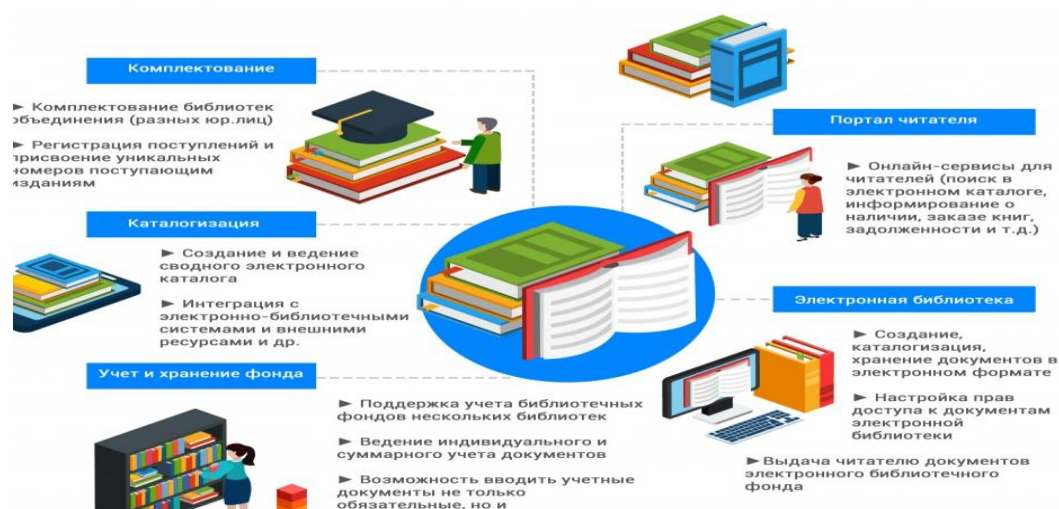 Комплектование
► Комплектование библиотек
объединения (разных юр.лиц)
► Регистрация поступлений и
присвоение уникальных
номеров поступающим
изданиям
Каталогизация
► Создание и ведение
сводного электронного
каталога
► Интеграция с
электронно-библиотечными
системами и внешними
ресурсами и др.
Учет и хранение фонда
► Поддержка учета библиотечных
фондов нескольких библиотек
► Ведение индивидуального и
суммарного учета документов
► Возможность вводить учетные
документы не только
обязательные, но и
Портал читателя
► Онлайн-сервисы для
читателей (поиск в
электронном каталоге,
информирование о
наличии, заказе книг,
задолженности и т.д.)
Электронная библиотека
► Создание,
каталогизация,
хранение документов в
электронном формате
► Настройка прав
доступа к документам
электронной
библиотеки
►Выдача читателю документов
электронного библиотечного
фонда